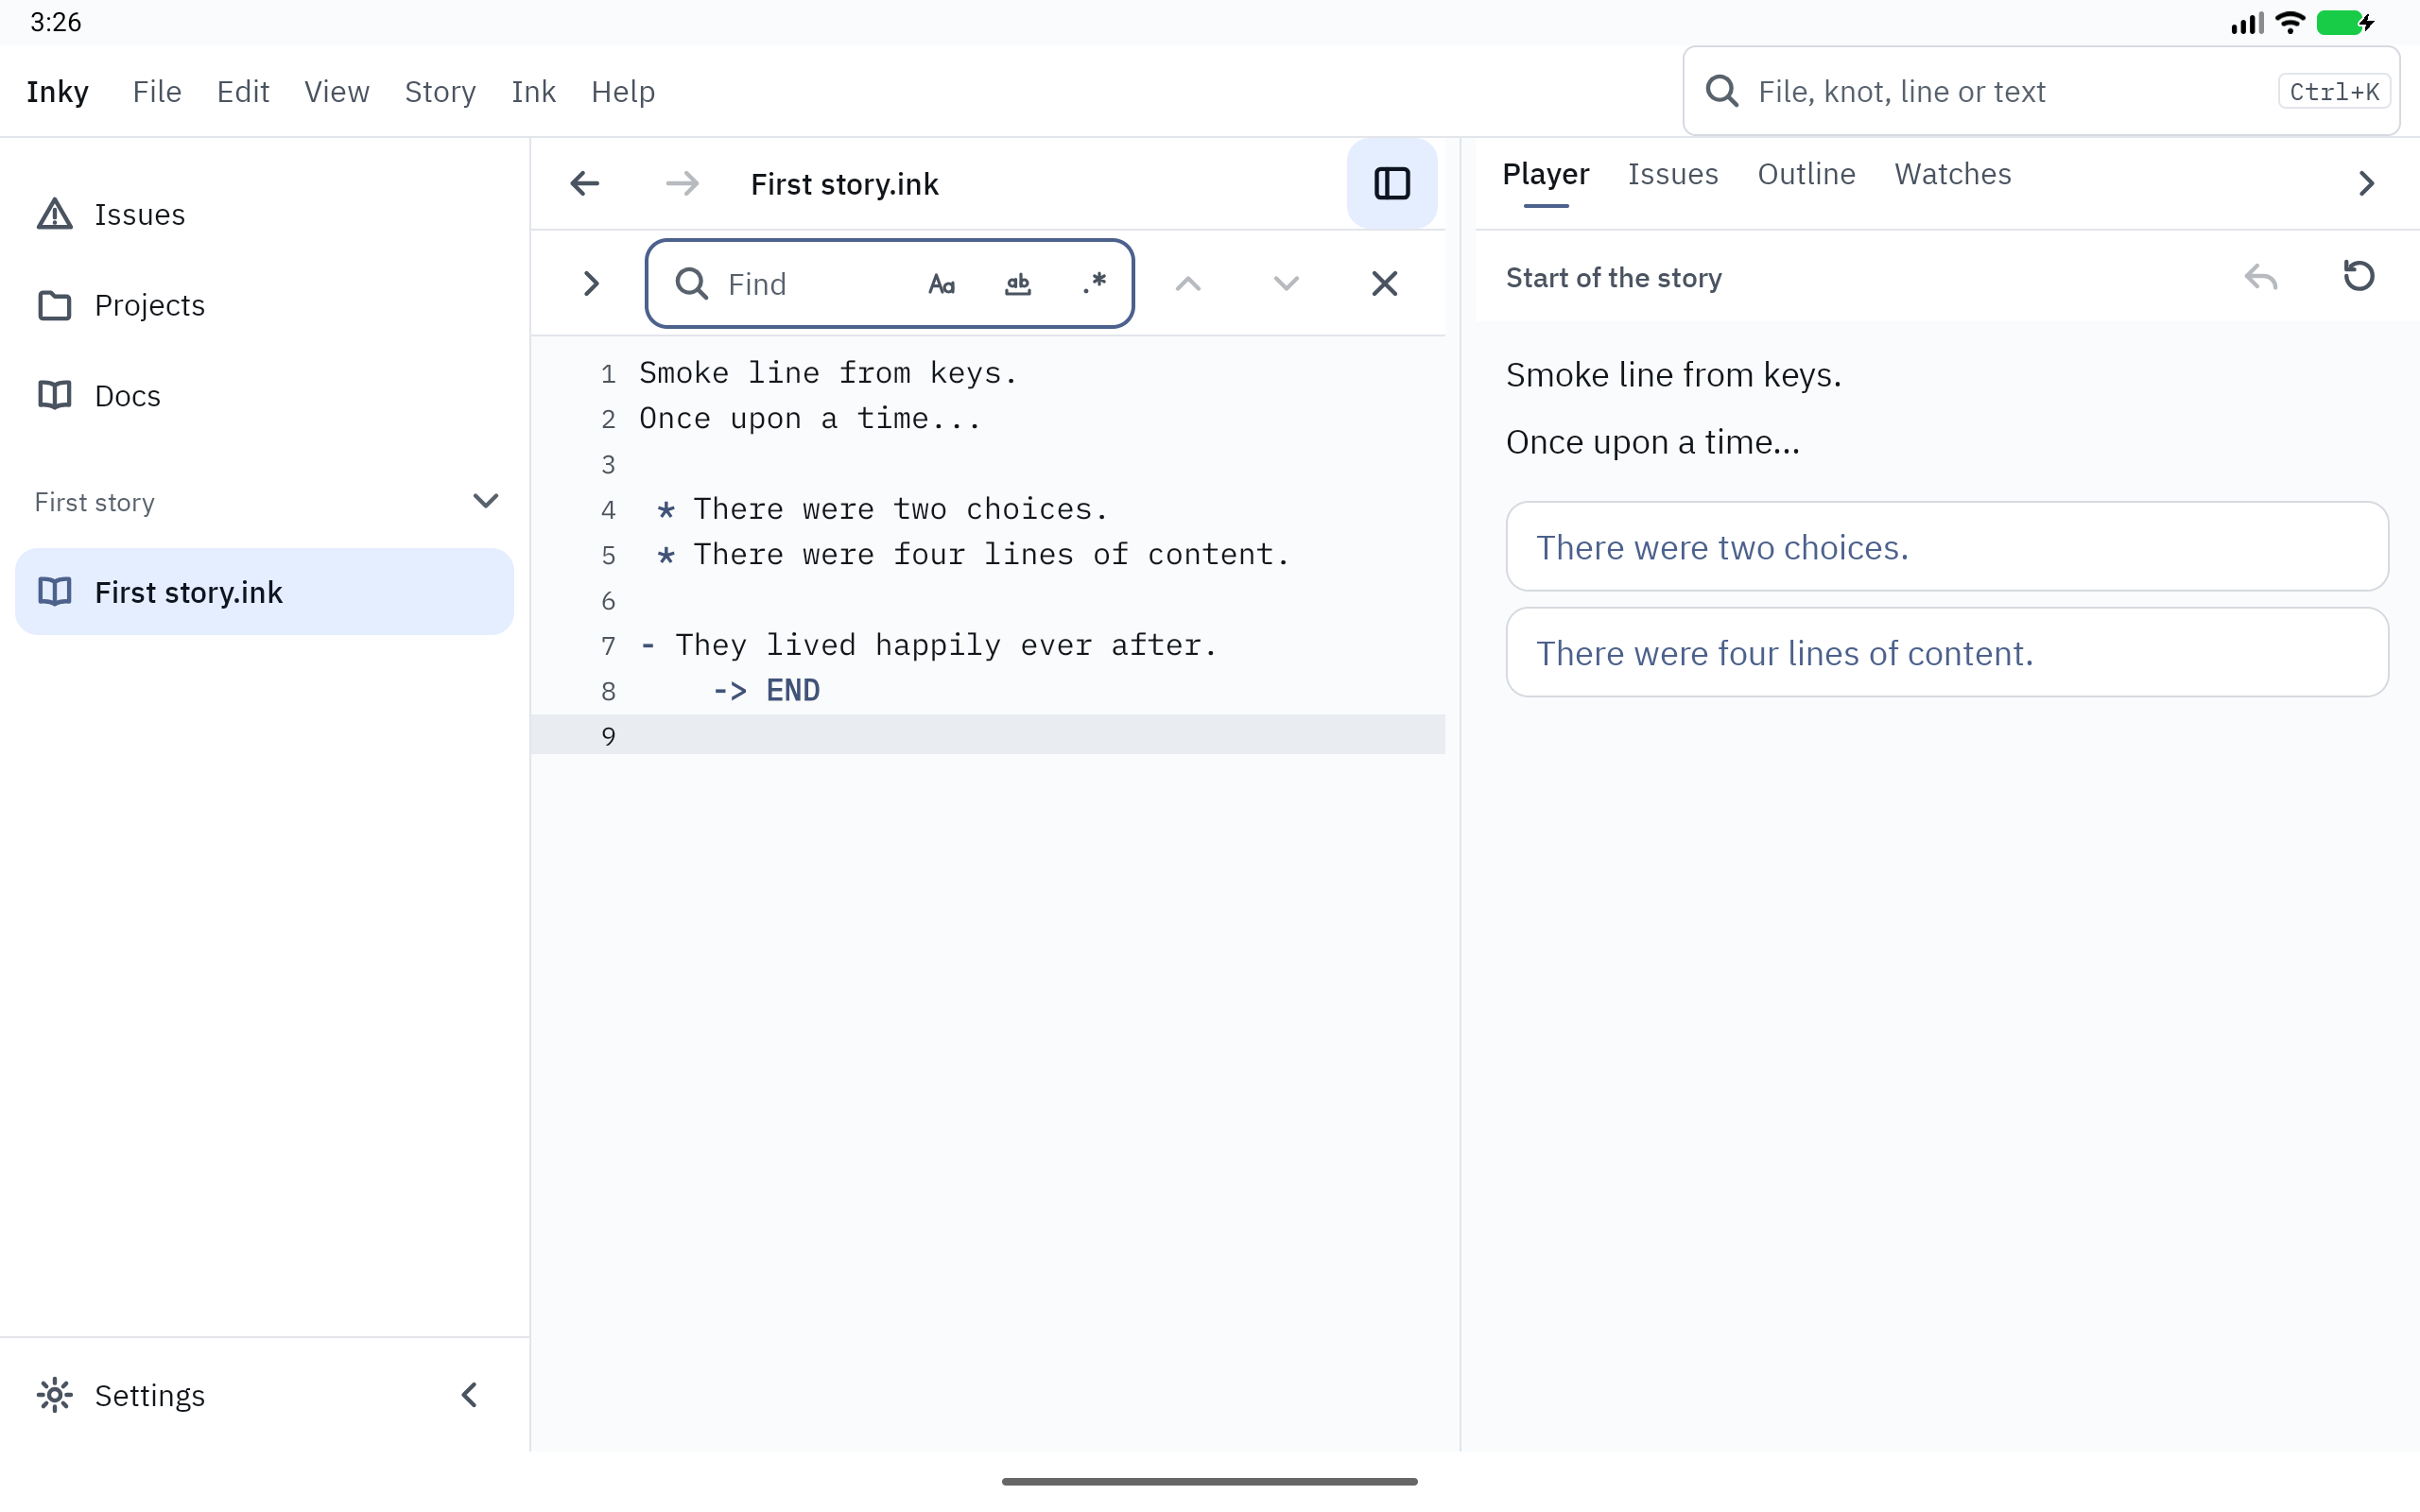 3:26
Inky File Edit View Story Ink Help
File, knot, line or text Ctrl+K
Issues
Projects
Docs
First story
First story.ink
Settings
First story.ink
Find Aa ab .*
1 Smoke line from keys.
2 Once upon a time...
3
4 * There were two choices.
5 * There were four lines of content.
6
7 - They lived happily ever after.
8 -> END
9
Player Issues Outline Watches
Start of the story
Smoke line from keys.
Once upon a time...
There were two choices.
There were four lines of content.